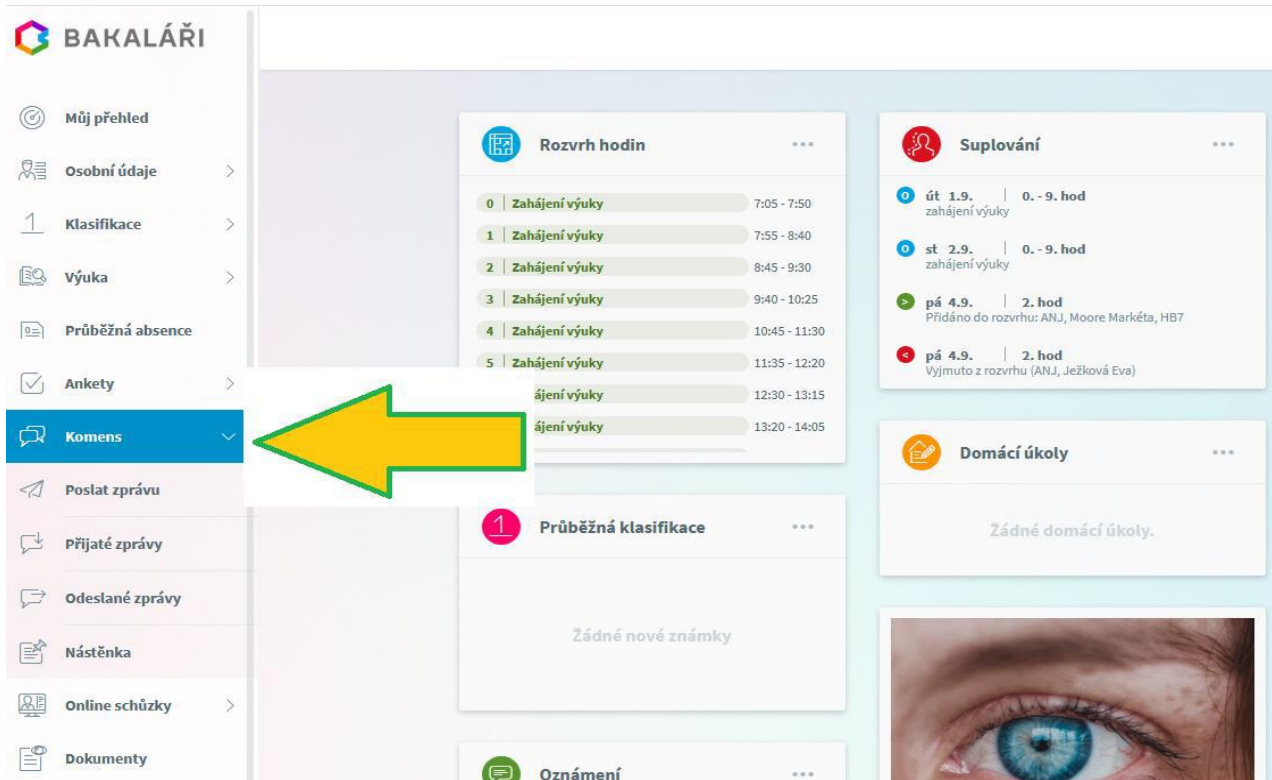 BAKALÁŘI
Můj přehled
Osobní údaje
Klasifikace
Výuka
Průběžná absence
Ankety
Komens
Poslat zprávu
Přijaté zprávy
Odeslané zprávy
Nástěnka
Online schůzky
Dokumenty
Rozvrh hodin
0 | Zahájení výuky 7:05 - 7:50
1 | Zahájení výuky 7:55 - 8:40
2 | Zahájení výuky 8:45 - 9:30
3 | Zahájení výuky 9:40 - 10:25
4 | Zahájení výuky 10:45 - 11:30
5 | Zahájení výuky 11:35 - 12:20
ájení výuky 12:30 - 13:15
ájení výuky 13:20 - 14:05
1 Průběžná klasifikace
Žádné nové známky
Oznámení
Suplování
út 1.9. | 0. - 9. hod
zahájení výuky
st 2.9. | 0. - 9. hod
zahájení výuky
pá 4.9. | 2. hod
Přidáno do rozvrhu: ANJ, Moore Markéta, HB7
pá 4.9. | 2. hod
Vyjmuto z rozvrhu (ANJ, Ježková Eva)
Domácí úkoly
Žádné domácí úkoly.